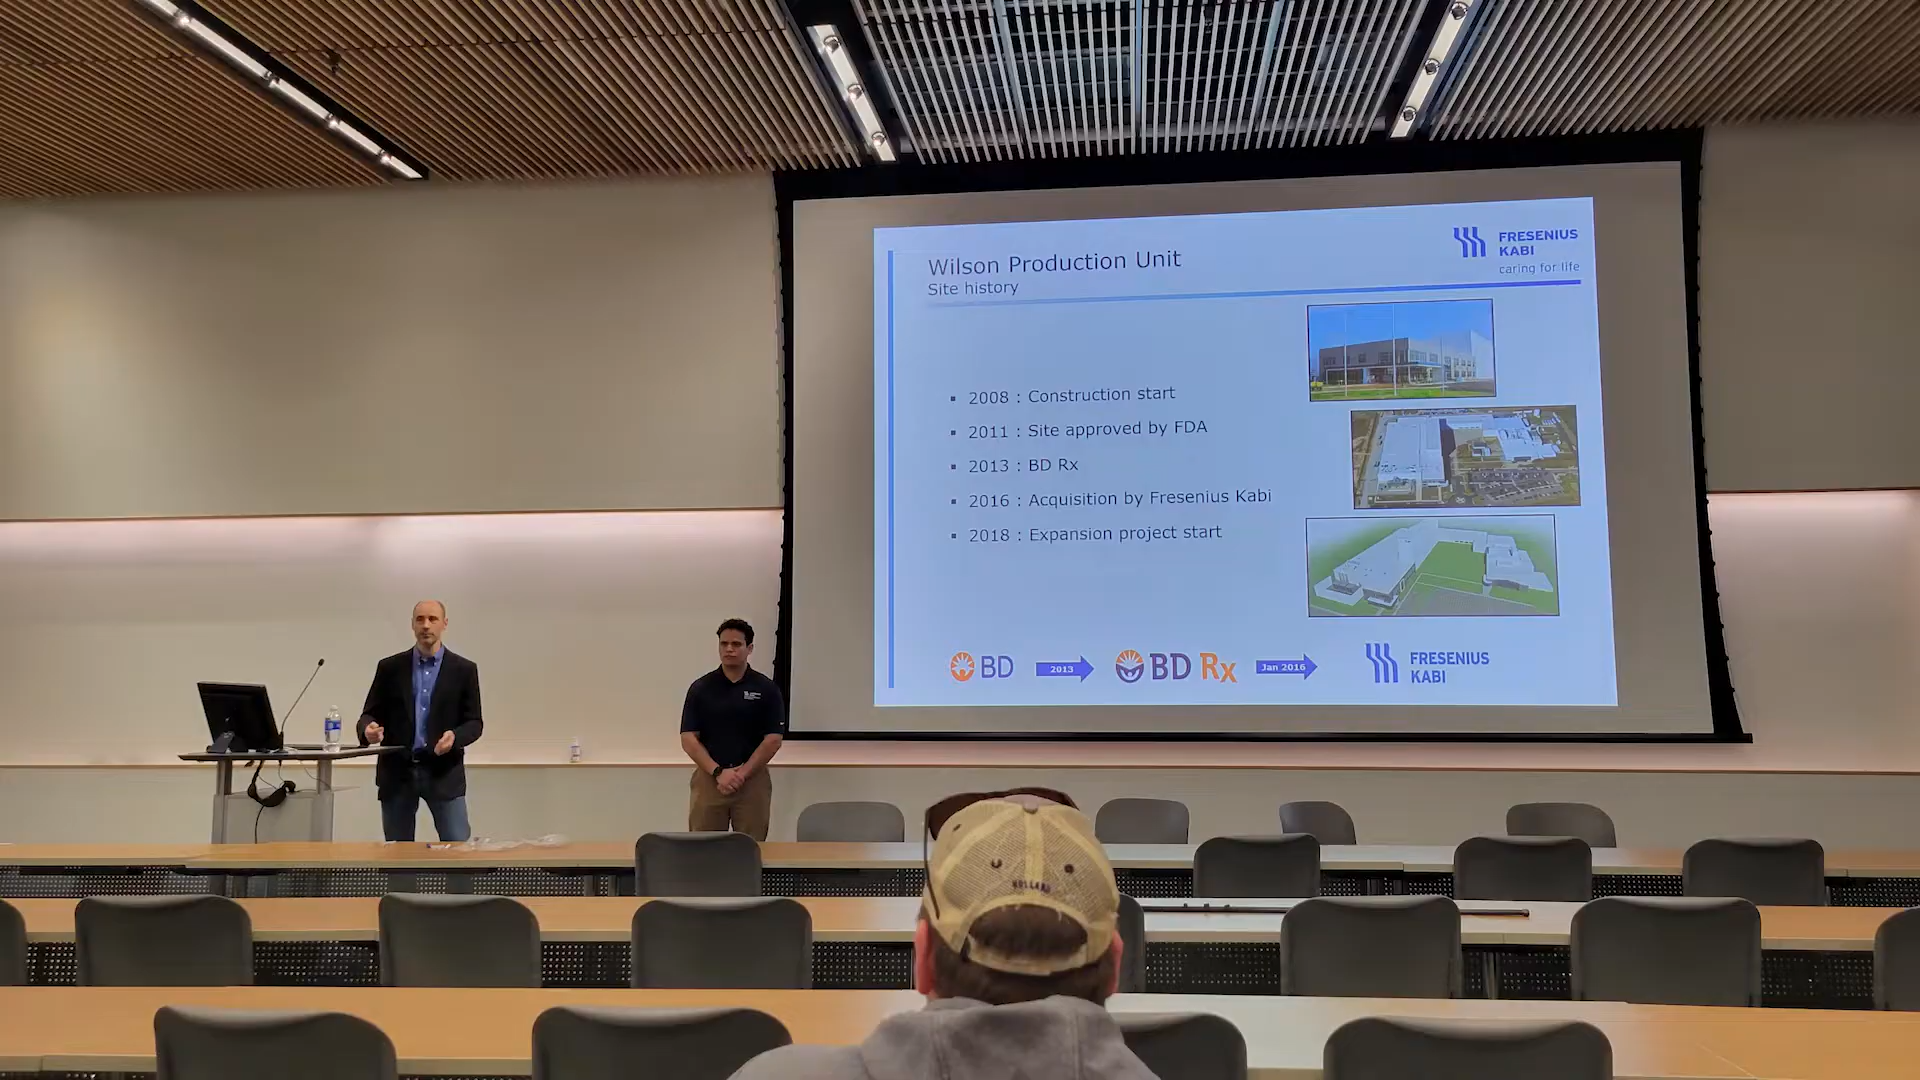 Wilson Production Unit
Site history
FRESENIUS
KABI
caring for life
▪ 2008 : Construction start
▪ 2011 : Site approved by FDA
▪ 2013 : BD Rx
▪ 2016 : Acquisition by Fresenius Kabi
▪ 2018 : Expansion project start
BD
2013
BD Rx
Jan 2016
FRESENIUS
KABI
HOLLAND